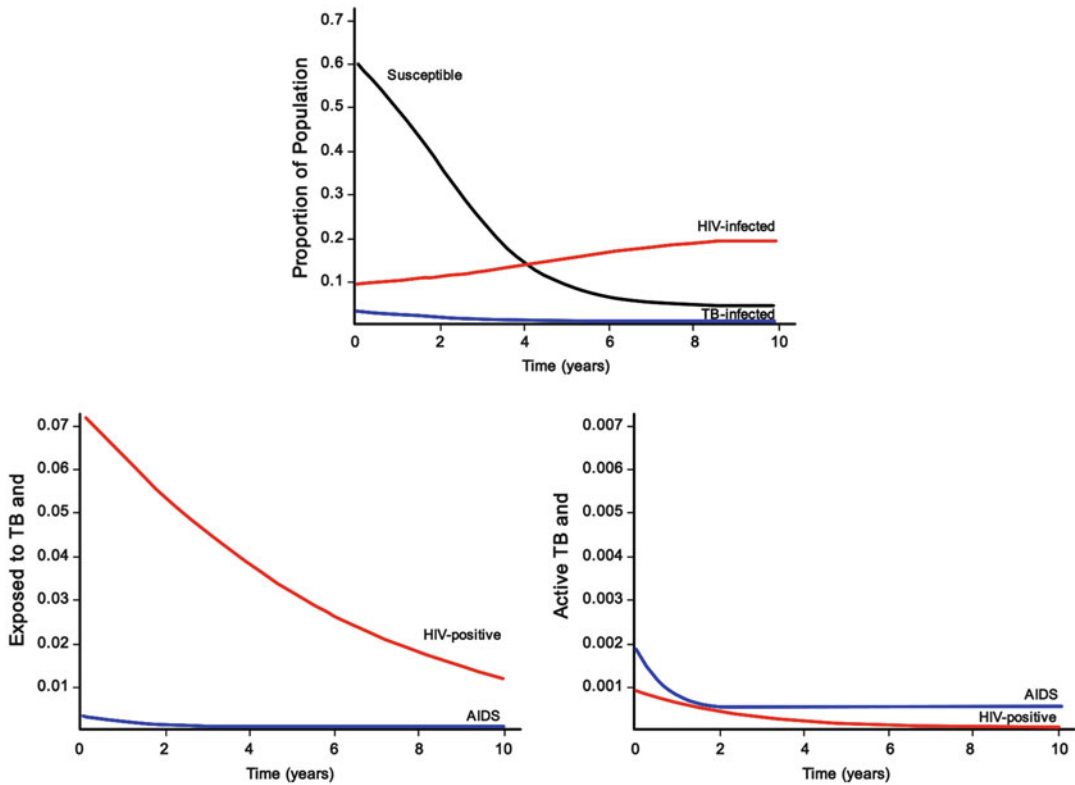 Proportion of Population
0.7
0.6
0.5
0.4
0.3
0.2
0.1
Susceptible
HIV-infected
TB-infected
0 2 4 6 8 10
Time (years)
Exposed to TB and
0.07
0.06
0.05
0.04
0.03
0.02
0.01
HIV-positive
AIDS
0 2 4 6 8 10
Time (years)
Active TB and
0.007
0.006
0.005
0.004
0.003
0.002
0.001
AIDS
HIV-positive
0 2 4 6 8 10
Time (years)